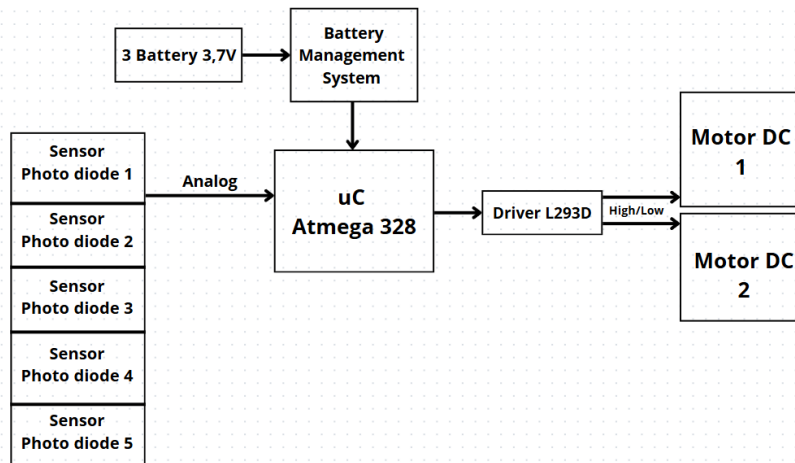 3 Battery 3,7V
Battery
Management
System
Sensor
Photo diode 1
Analog
uC
Atmega 328
Driver L293D
High/Low
Motor DC
1
Sensor
Photo diode 2
Motor DC
2
Sensor
Photo diode 3
Sensor
Photo diode 4
Sensor
Photo diode 5